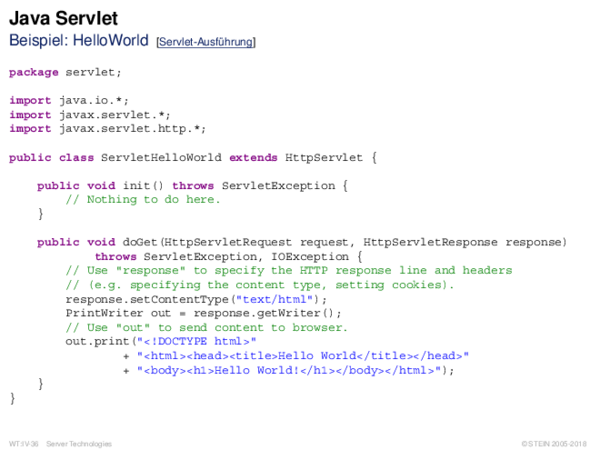 Java Servlet
Beispiel: HelloWorld [Servlet-Ausführung]
package servlet;
import java.io.*;
import javax.servlet.*;
import javax.servlet.http.*;
public class ServletHelloWorld extends HttpServlet {
public void init() throws ServletException {
// Nothing to do here.
}
public void doGet(HttpServletRequest request, HttpServletResponse response)
throws ServletException, IOException {
// Use "response" to specify the HTTP response line and headers
// (e.g. specifying the content type, setting cookies).
response.setContentType("text/html");
PrintWriter out = response.getWriter();
// Use "out" to send content to browser.
out.print("<!DOCTYPE html>"
+ "<html><head><title>Hello World</title></head>"
+ "<body><h1>Hello World!</h1></body></html>");
}
}
WT:IV-36 Server Technologies © STEIN 2005-2018